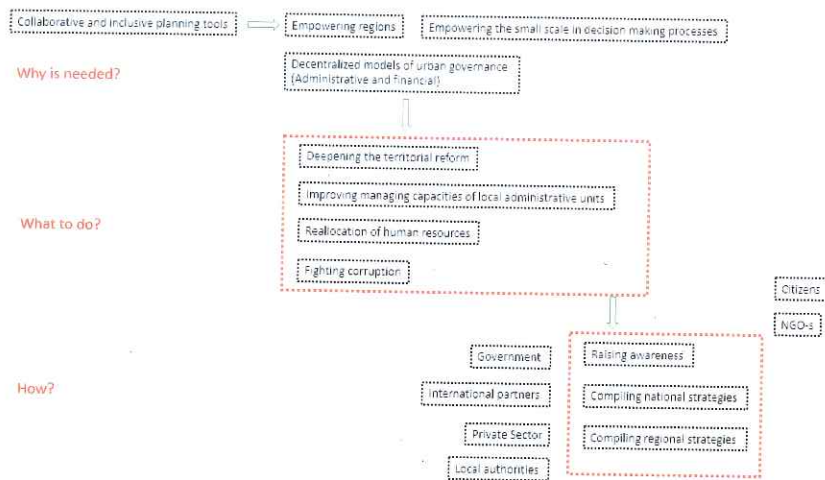 Collaborative and inclusive planning tools
Empowering regions
Empowering the small scale in decision making processes
Why is needed?
Decentralized models of urban governance
(Administrative and financial)
Deepening the territorial reform
Improving managing capacities of local administrative units
What to do?
Reallocation of human resources
Fighting corruption
Citizens
NGO-s
Government
Raising awareness
How?
International partners
Compiling national strategies
Private Sector
Compiling regional strategies
Local authorities